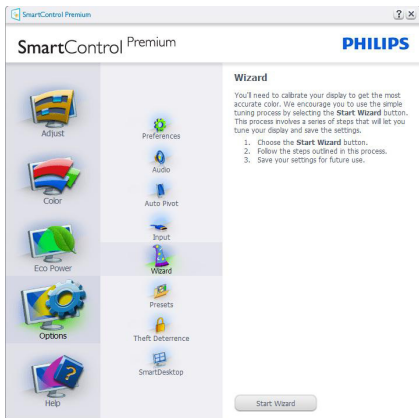 SmartControl Premium
? x
SmartControl Premium
PHILIPS
Adjust
Color
Eco Power
Options
Help
Preferences
Audio
Auto Pivot
Input
Wizard
Presets
Theft Deterrence
SmartDesktop
Wizard
You'll need to calibrate your display to get the most
accurate color. We encourage you to use the simple
tuning process by selecting the Start Wizard button.
This process involves a series of steps that will let you
tune your display and save the settings.
1. Choose the Start Wizard button.
2. Follow the steps outlined in this process.
3. Save your settings for future use.
Start Wizard